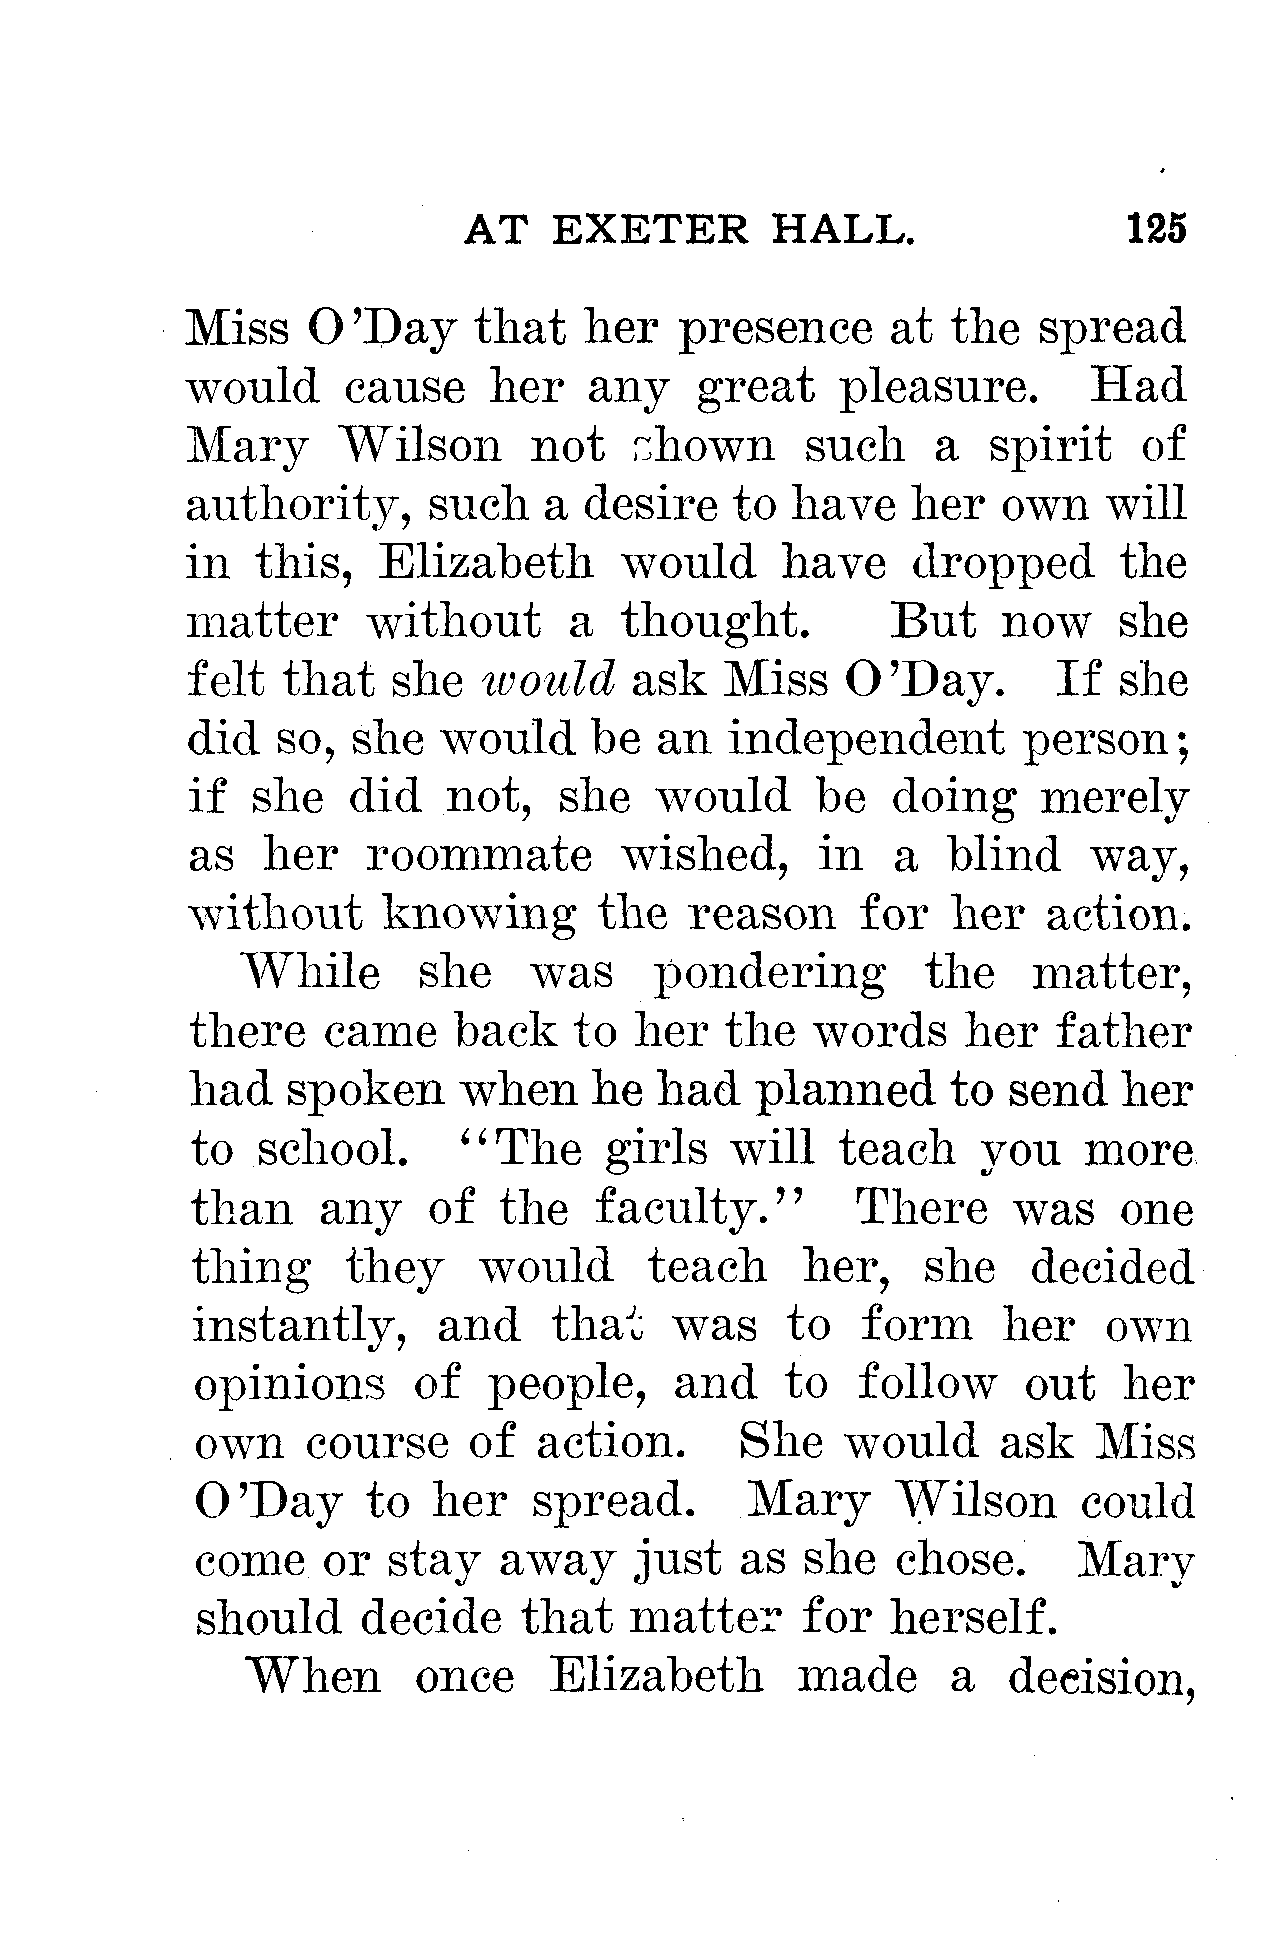 AT EXETER HALL. 125
Miss O'Day that her presence at the spread
would cause her any great pleasure. Had
Mary Wilson not shown such a spirit of
authority, such a desire to have her own will
in this, Elizabeth would have dropped the
matter without a thought. But now she
felt that she would ask Miss O'Day. If she
did so, she would be an independent person;
if she did not, she would be doing merely
as her roommate wished, in a blind way,
without knowing the reason for her action.
While she was pondering the matter,
there came back to her the words her father
had spoken when he had planned to send her
to school. "The girls will teach you more
than any of the faculty." There was one
thing they would teach her, she decided
instantly, and that was to form her own
opinions of people, and to follow out her
own course of action. She would ask Miss
O'Day to her spread. Mary Wilson could
come or stay away just as she chose. Mary
should decide that matter for herself.
When once Elizabeth made a decision,